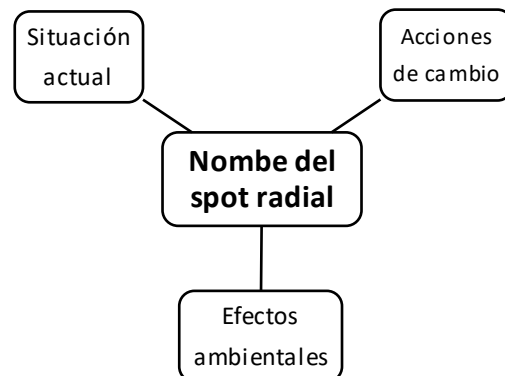 Situación
actual
Acciones
de cambio
Nombe del
spot radial
Efectos
ambientales